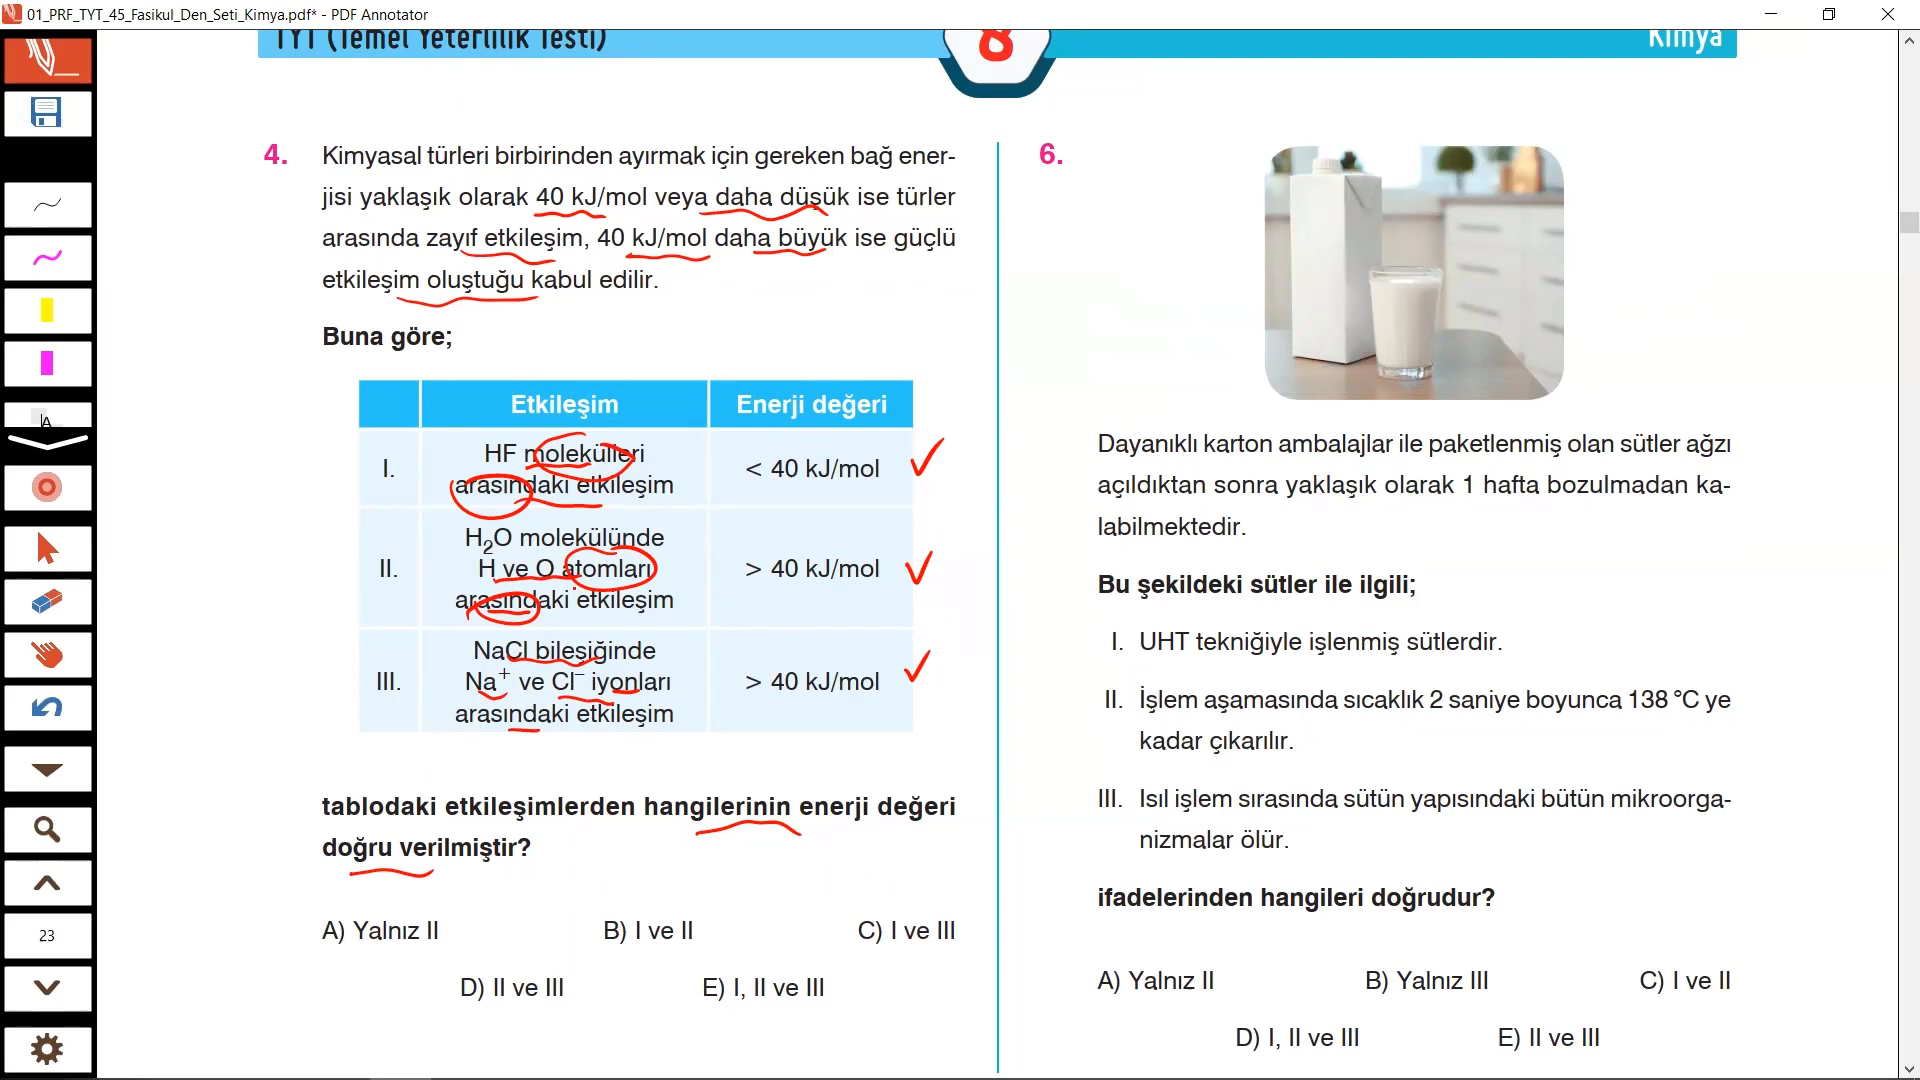 01_PRF_TYT_45_Fasikul_Den_Seti_Kimya.pdf* - PDF Annotator
TYT (Temel Yeterlilik Testi)
8
Kimya
4. Kimyasal türleri birbirinden ayırmak için gereken bağ ener-
jisi yaklaşık olarak 40 kJ/mol veya daha düşük ise türler
arasında zayıf etkileşim, 40 kJ/mol daha büyük ise güçlü
etkileşim oluştuğu kabul edilir.
Buna göre;
Etkileşim Enerji değeri
I. HF molekülleri
arasındaki etkileşim
< 40 kJ/mol
II. H₂O molekülünde
H ve O atomları
arasındaki etkileşim
> 40 kJ/mol
III. NaCl bileşiğinde
Na⁺ ve Cl⁻ iyonları
arasındaki etkileşim
> 40 kJ/mol
tablodaki etkileşimlerden hangilerinin enerji değeri
doğru verilmiştir?
A) Yalnız II B) I ve II C) I ve III
D) II ve III E) I, II ve III
6.
Dayanıklı karton ambalajlar ile paketlenmiş olan sütler ağzı
açıldıktan sonra yaklaşık olarak 1 hafta bozulmadan ka-
labilmektedir.
Bu şekildeki sütler ile ilgili;
I. UHT tekniğiyle işlenmiş sütlerdir.
II. İşlem aşamasında sıcaklık 2 saniye boyunca 138 °C ye
kadar çıkarılır.
III. Isıl işlem sırasında sütün yapısındaki bütün mikroorga-
nizmalar ölür.
ifadelerinden hangileri doğrudur?
A) Yalnız II B) Yalnız III C) I ve II
D) I, II ve III E) II ve III
A
23